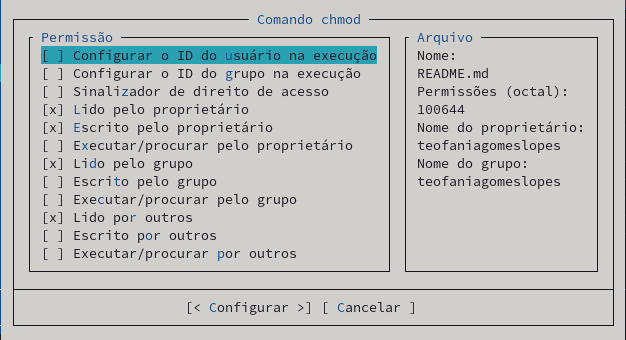 Comando chmod
Permissão
[ ] Configurar o ID do usuário na execução
[ ] Configurar o ID do grupo na execução
[ ] Sinalizador de direito de acesso
[x] Lido pelo proprietário
[x] Escrito pelo proprietário
[ ] Executar/procurar pelo proprietário
[x] Lido pelo grupo
[ ] Escrito pelo grupo
[ ] Executar/procurar pelo grupo
[x] Lido por outros
[ ] Escrito por outros
[ ] Executar/procurar por outros
Arquivo
Nome:
README.md
Permissões (octal):
100644
Nome do proprietário:
teofaniagomeslopes
Nome do grupo:
teofaniagomeslopes
[< Configurar >] [ Cancelar ]